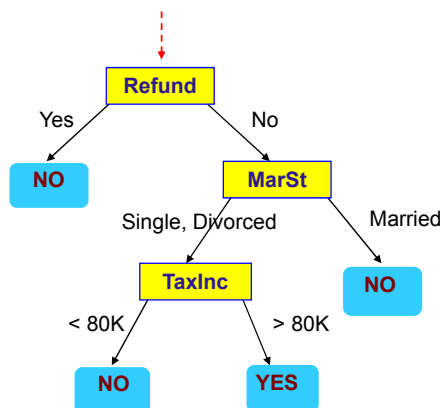 Refund
Yes
No
NO
MarSt
Single, Divorced
Married
TaxInc
NO
< 80K
> 80K
NO
YES